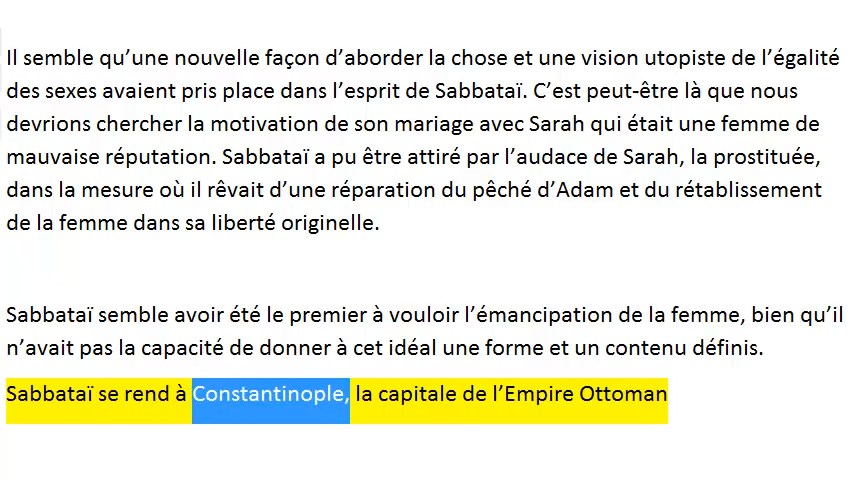 Il semble qu’une nouvelle façon d’aborder la chose et une vision utopiste de l’égalité
des sexes avaient pris place dans l’esprit de Sabbataï. C’est peut-être là que nous
devrions chercher la motivation de son mariage avec Sarah qui était une femme de
mauvaise réputation. Sabbataï a pu être attiré par l’audace de Sarah, la prostituée,
dans la mesure où il rêvait d’une réparation du pêché d’Adam et du rétablissement
de la femme dans sa liberté originelle.
Sabbataï semble avoir été le premier à vouloir l’émancipation de la femme, bien qu’il
n’avait pas la capacité de donner à cet idéal une forme et un contenu définis.
Sabbataï se rend à Constantinople, la capitale de l’Empire Ottoman